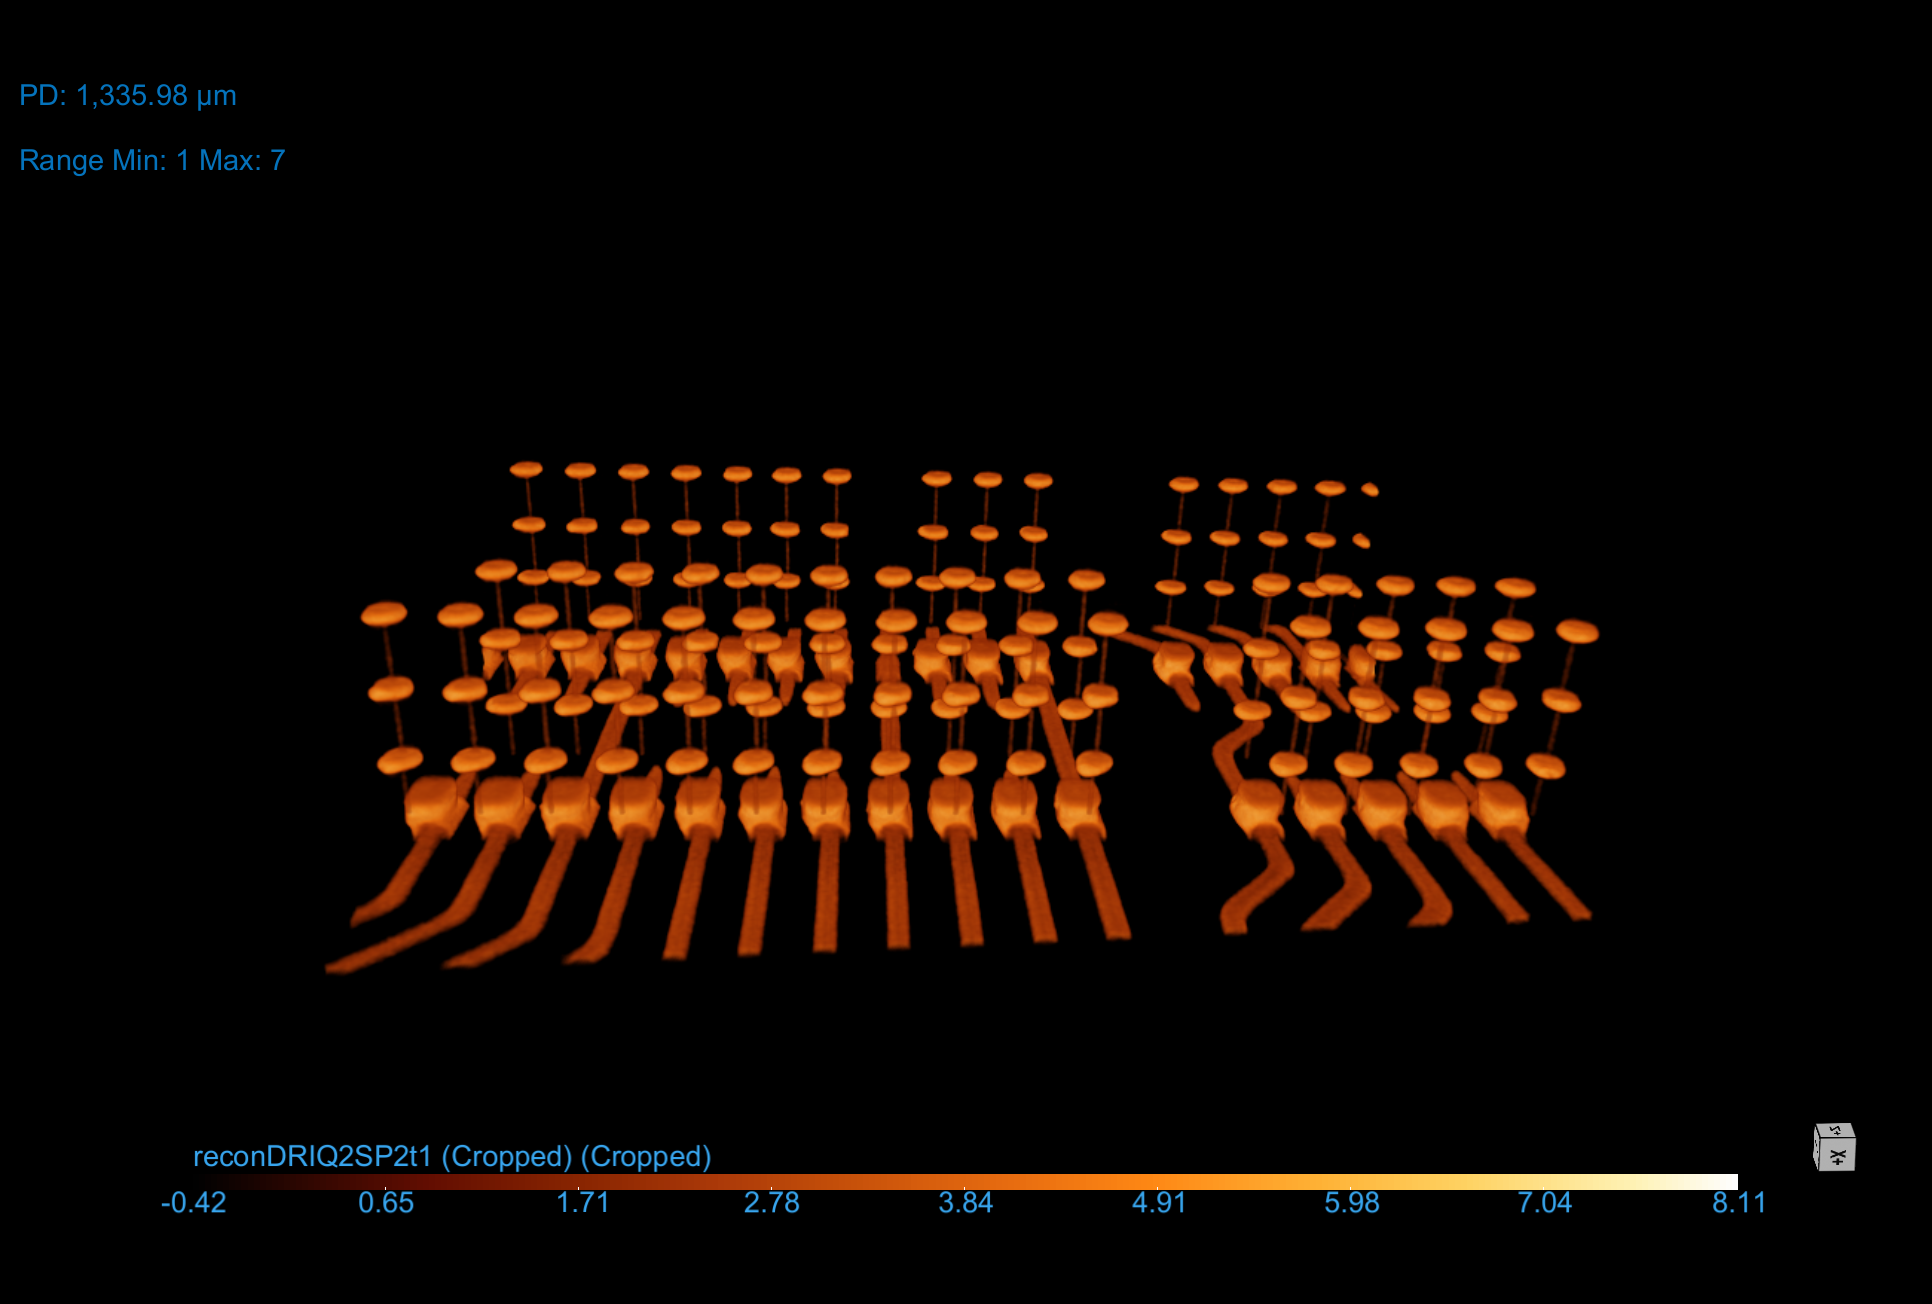 PD: 1,335.98 µm
Range Min: 1 Max: 7
reconDRIQ2SP2t1 (Cropped) (Cropped)
-0.42 0.65 1.71 2.78 3.84 4.91 5.98 7.04 8.11
+X